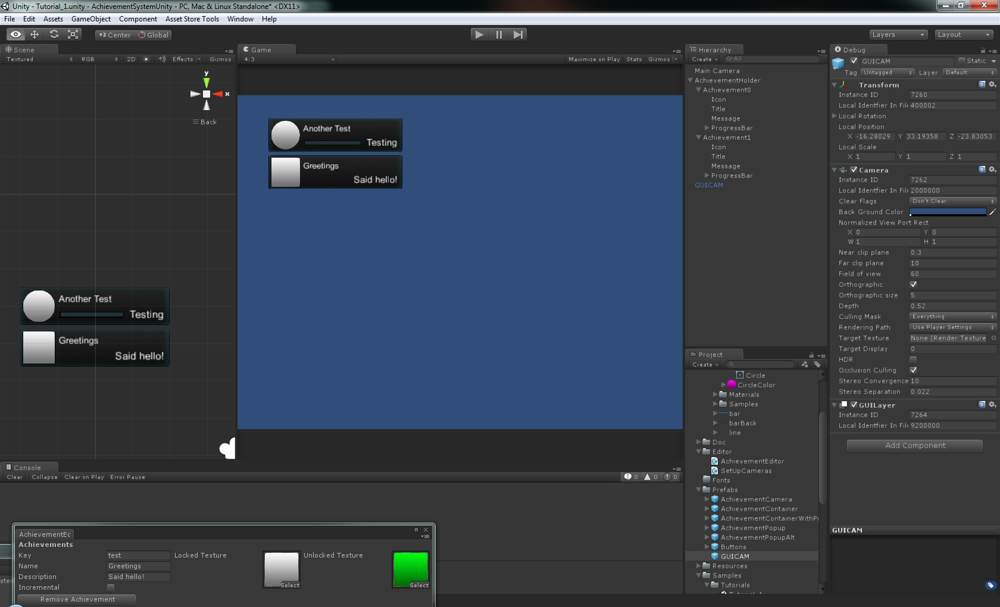 Unity - Tutorial_1.unity - AchievementSystemUnity - PC, Mac & Linux Standalone* <DX11>
File Edit Assets GameObject Component Asset Store Tools Window Help
Center Global Layers Layout
Scene
Textured RGB 2D Effects Gizmos
y
x
Back
Another Test
Testing
Greetings
Said hello!
Game
4:3 Maximize on Play Stats Gizmos
Another Test
Testing
Greetings
Said hello!
Hierarchy
Create All
Main Camera
AchievementHolder
Achievement0
Icon
Title
Message
ProgressBar
Achievement1
Icon
Title
Message
ProgressBar
GUICAM
Project
Create
Circle
CircleColor
Materials
Samples
bar
barBack
line
Doc
Editor
AchievementEditor
SetUpCameras
Fonts
Prefabs
AchievementCamera
AchievementContainer
AchievementContainerWithP
AchievementPopup
AchievementPopupAlt
Buttons
GUICAM
Resources
Samples
Tutorials
Tutorial_1
Debug
GUICAM Static
Tag Untagged Layer Default
Transform
Instance ID 7260
Local Identfier In File 400002
Local Rotation
Local Position
X -16.28029 Y 33.19358 Z -23.83053
Local Scale
X 1 Y 1 Z 1
Camera
Instance ID 7262
Local Identfier In File 2000000
Clear Flags Don't Clear
Back Ground Color
Normalized View Port Rect
X 0 Y 0
W 1 H 1
Near clip plane 0.3
Far clip plane 10
Field of view 60
Orthographic
Orthographic size 5
Depth 0.52
Culling Mask Everything
Rendering Path Use Player Settings
Target Texture None (Render Texture
Target Display 0
HDR
Occlusion Culling
Stereo Convergence 10
Stereo Separation 0.022
GUILayer
Instance ID 7264
Local Identfier In File 9200000
Add Component
GUICAM
Console
Clear Collapse Clear on Play Error Pause 0 0 0
AchievementEc
Achievements
Key test Locked Texture Select Unlocked Texture Select
Name Greetings
Description Said hello!
Incremental
Remove Achievement